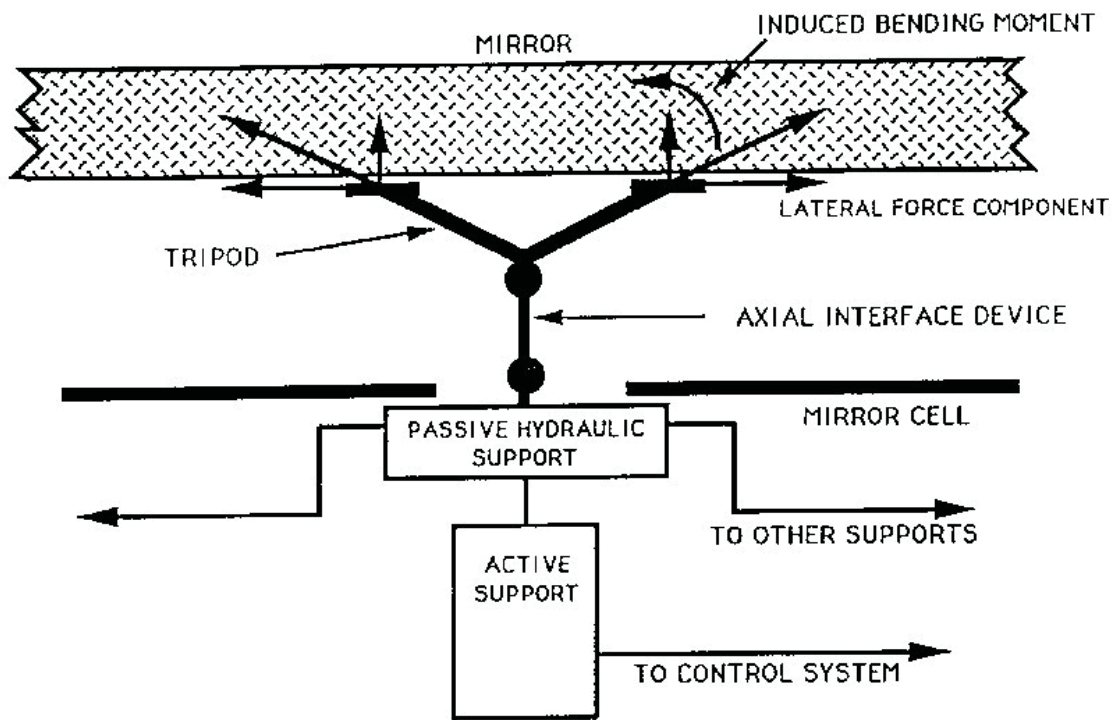 INDUCED BENDING
MOMENT
MIRROR
LATERAL FORCE COMPONENT
TRIPOD
AXIAL INTERFACE DEVICE
MIRROR CELL
PASSIVE HYDRAULIC
SUPPORT
TO OTHER SUPPORTS
ACTIVE
SUPPORT
TO CONTROL SYSTEM